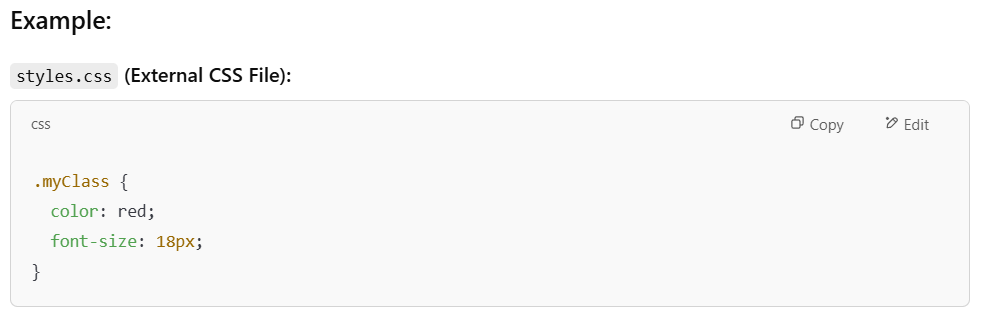 Example:
styles.css (External CSS File):
css Copy Edit
.myClass {
  color: red;
  font-size: 18px;
}